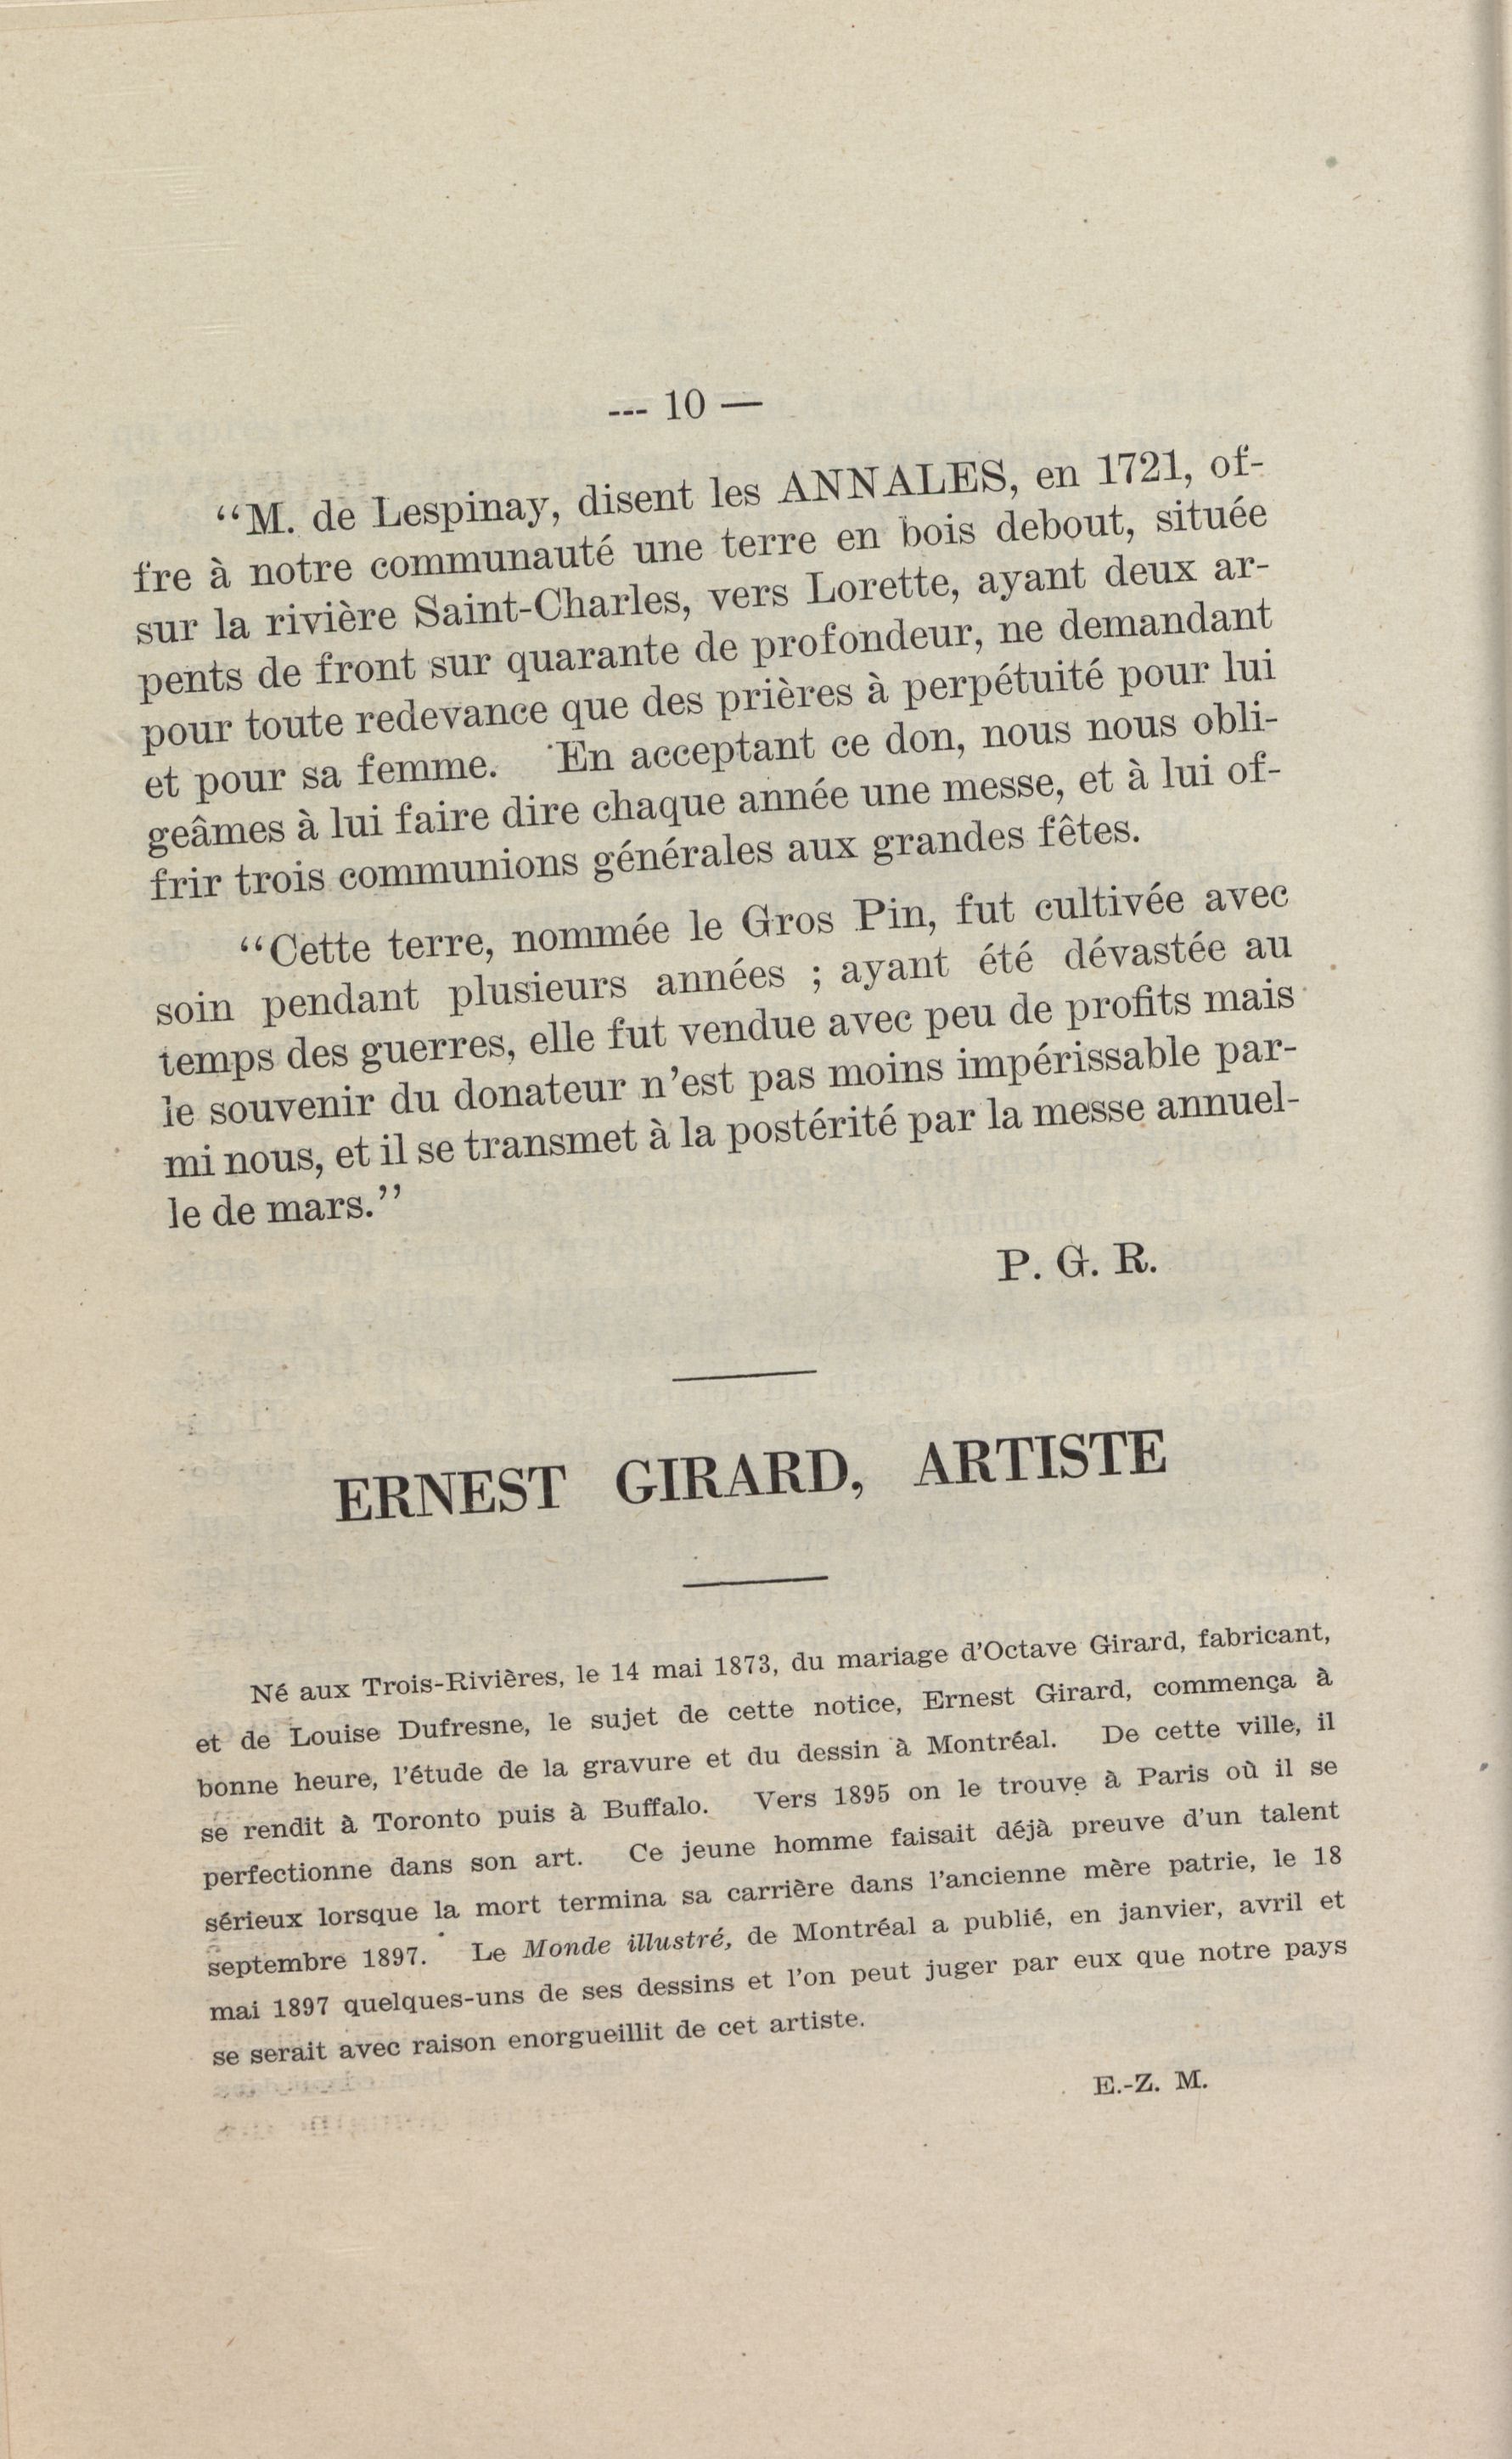 --- 10 —
“M. de Lespinay, disent les ANNALES, en 1721, of-
fre à notre communauté une terre en bois debout, située
sur la rivière Saint-Charles, vers Lorette, ayant deux ar-
pents de front sur quarante de profondeur, ne demandant
pour toute redevance que des prières à perpétuité pour lui
et pour sa femme. En acceptant ce don, nous nous obli-
geâmes à lui faire dire chaque année une messe, et à lui of-
frir trois communions générales aux grandes fêtes.
“Cette terre, nommée le Gros Pin, fut cultivée avec
soin pendant plusieurs années ; ayant été dévastée au
temps des guerres, elle fut vendue avec peu de profits mais
le souvenir du donateur n’est pas moins impérissable par-
mi nous, et il se transmet à la postérité par la messe annuel-
le de mars.”
P. G. R.
ERNEST GIRARD, ARTISTE
Né aux Trois-Rivières, le 14 mai 1873, du mariage d’Octave Girard, fabricant,
et de Louise Dufresne, le sujet de cette notice, Ernest Girard, commença à
bonne heure, l’étude de la gravure et du dessin à Montréal. De cette ville, il
se rendit à Toronto puis à Buffalo. Vers 1895 on le trouve à Paris où il se
perfectionne dans son art. Ce jeune homme faisait déjà preuve d’un talent
sérieux lorsque la mort termina sa carrière dans l’ancienne mère patrie, le 18
septembre 1897. Le Monde illustré, de Montréal a publié, en janvier, avril et
mai 1897 quelques-uns de ses dessins et l’on peut juger par eux que notre pays
se serait avec raison enorgueillit de cet artiste.
E.-Z. M.